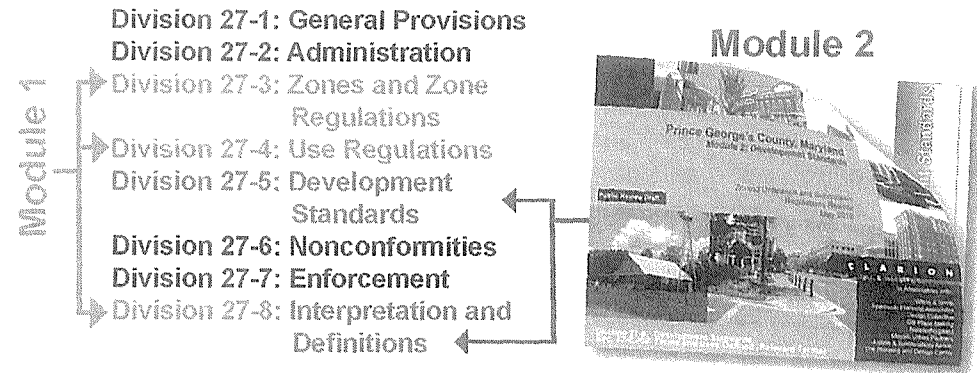 Module 1
Division 27-1: General Provisions
Division 27-2: Administration
Division 27-3: Zones and Zone
Regulations
Division 27-4: Use Regulations
Division 27-5: Development
Standards
Division 27-6: Nonconformities
Division 27-7: Enforcement
Division 27-8: Interpretation and
Definitions
Module 2
Standards
Prince George's County, Maryland
Module 2: Development Standards
CLARION